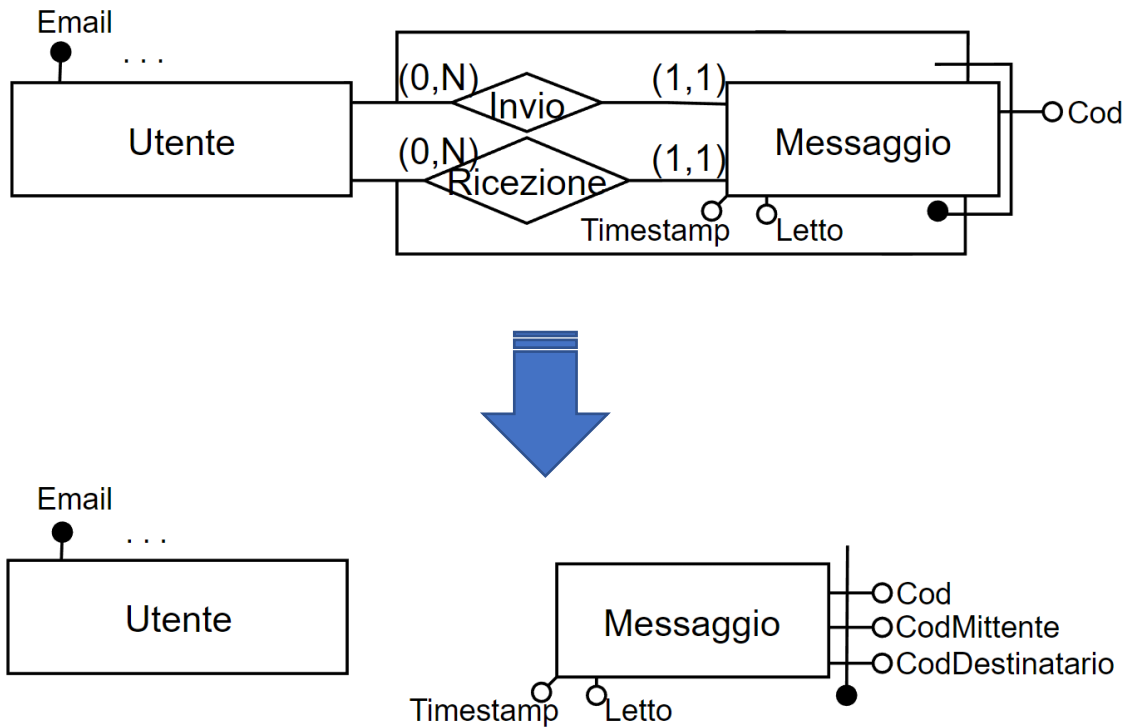 Email
. . .
Utente
(0,N)
Invio
(1,1)
Messaggio
Cod
(0,N)
Ricezione
(1,1)
Timestamp
Letto
Email
. . .
Utente
Messaggio
Cod
CodMittente
CodDestinatario
Timestamp
Letto